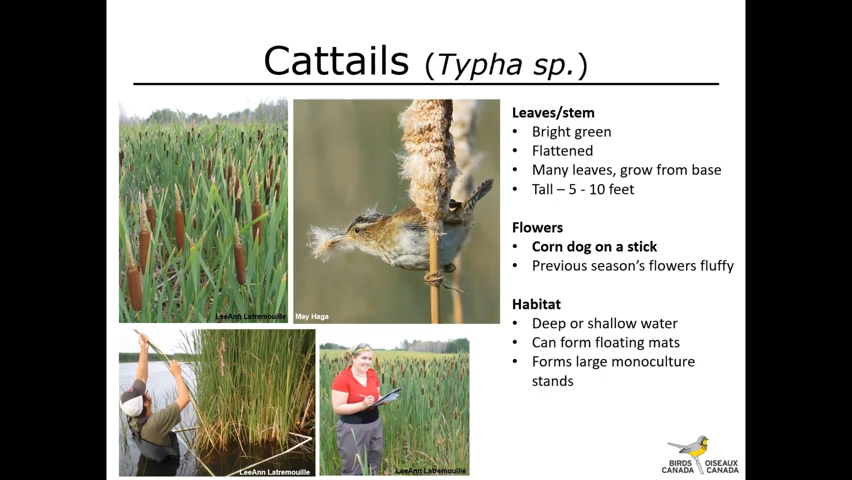 Cattails (Typha sp.)
Leaves/stem
• Bright green
• Flattened
• Many leaves, grow from base
• Tall – 5 - 10 feet
Flowers
• Corn dog on a stick
• Previous season's flowers fluffy
Habitat
• Deep or shallow water
• Can form floating mats
• Forms large monoculture
stands
LeeAnn Latremouille
May Haga
LeeAnn Latremouille
LeeAnn Latremouille
BIRDS OISEAUX
CANADA CANADA